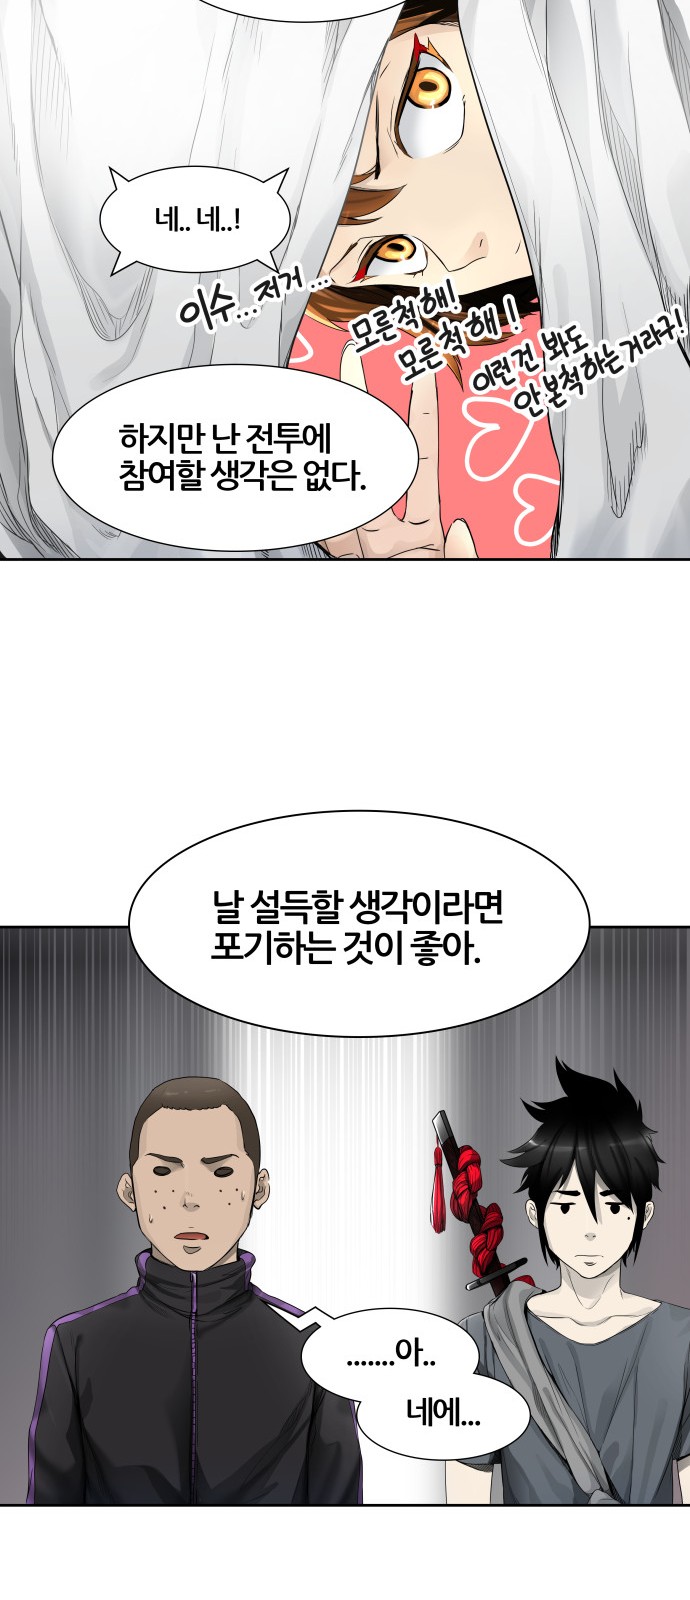 네.. 네..!
이수... 저거...
모른척해!
모른척해!
이런건 봐도
안 본척하는거라구!
하지만 난 전투에
참여할 생각은 없다.
날 설득할 생각이라면
포기하는 것이 좋아.
.......아..
네에...